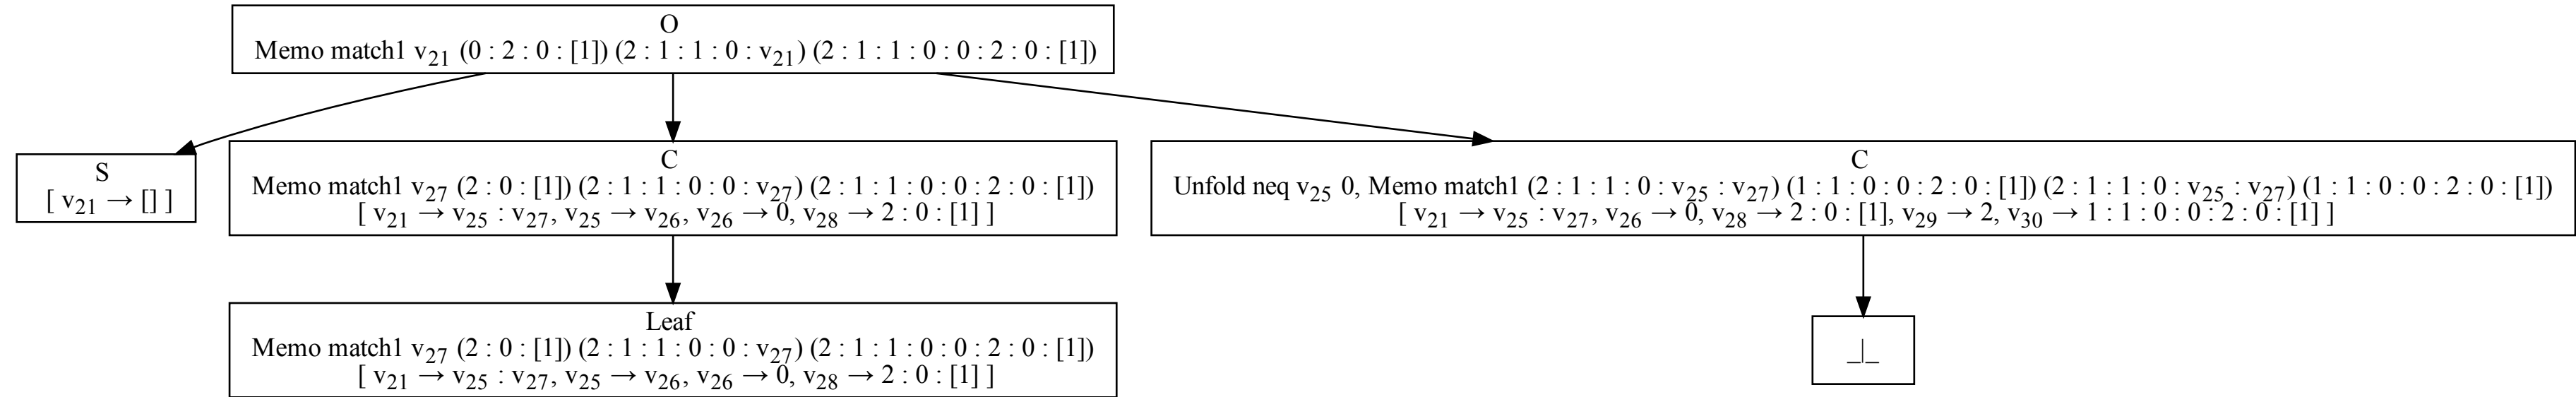 O
Memo match1 v₂₁ (0 : 2 : 0 : [1]) (2 : 1 : 1 : 0 : v₂₁) (2 : 1 : 1 : 0 : 0 : 2 : 0 : [1])
S
[ v₂₁ → [] ]
C
Memo match1 v₂₇ (2 : 0 : [1]) (2 : 1 : 1 : 0 : 0 : v₂₇) (2 : 1 : 1 : 0 : 0 : 2 : 0 : [1])
[ v₂₁ → v₂₅ : v₂₇, v₂₅ → v₂₆, v₂₆ → 0, v₂₈ → 2 : 0 : [1] ]
C
Unfold neq v₂₅ 0, Memo match1 (2 : 1 : 1 : 0 : v₂₅ : v₂₇) (1 : 1 : 0 : 0 : 2 : 0 : [1]) (2 : 1 : 1 : 0 : v₂₅ : v₂₇) (1 : 1 : 0 : 0 : 2 : 0 : [1])
[ v₂₁ → v₂₅ : v₂₇, v₂₆ → 0, v₂₈ → 2 : 0 : [1], v₂₉ → 2, v₃₀ → 1 : 1 : 0 : 0 : 2 : 0 : [1] ]
Leaf
Memo match1 v₂₇ (2 : 0 : [1]) (2 : 1 : 1 : 0 : 0 : v₂₇) (2 : 1 : 1 : 0 : 0 : 2 : 0 : [1])
[ v₂₁ → v₂₅ : v₂₇, v₂₅ → v₂₆, v₂₆ → 0, v₂₈ → 2 : 0 : [1] ]
_|_